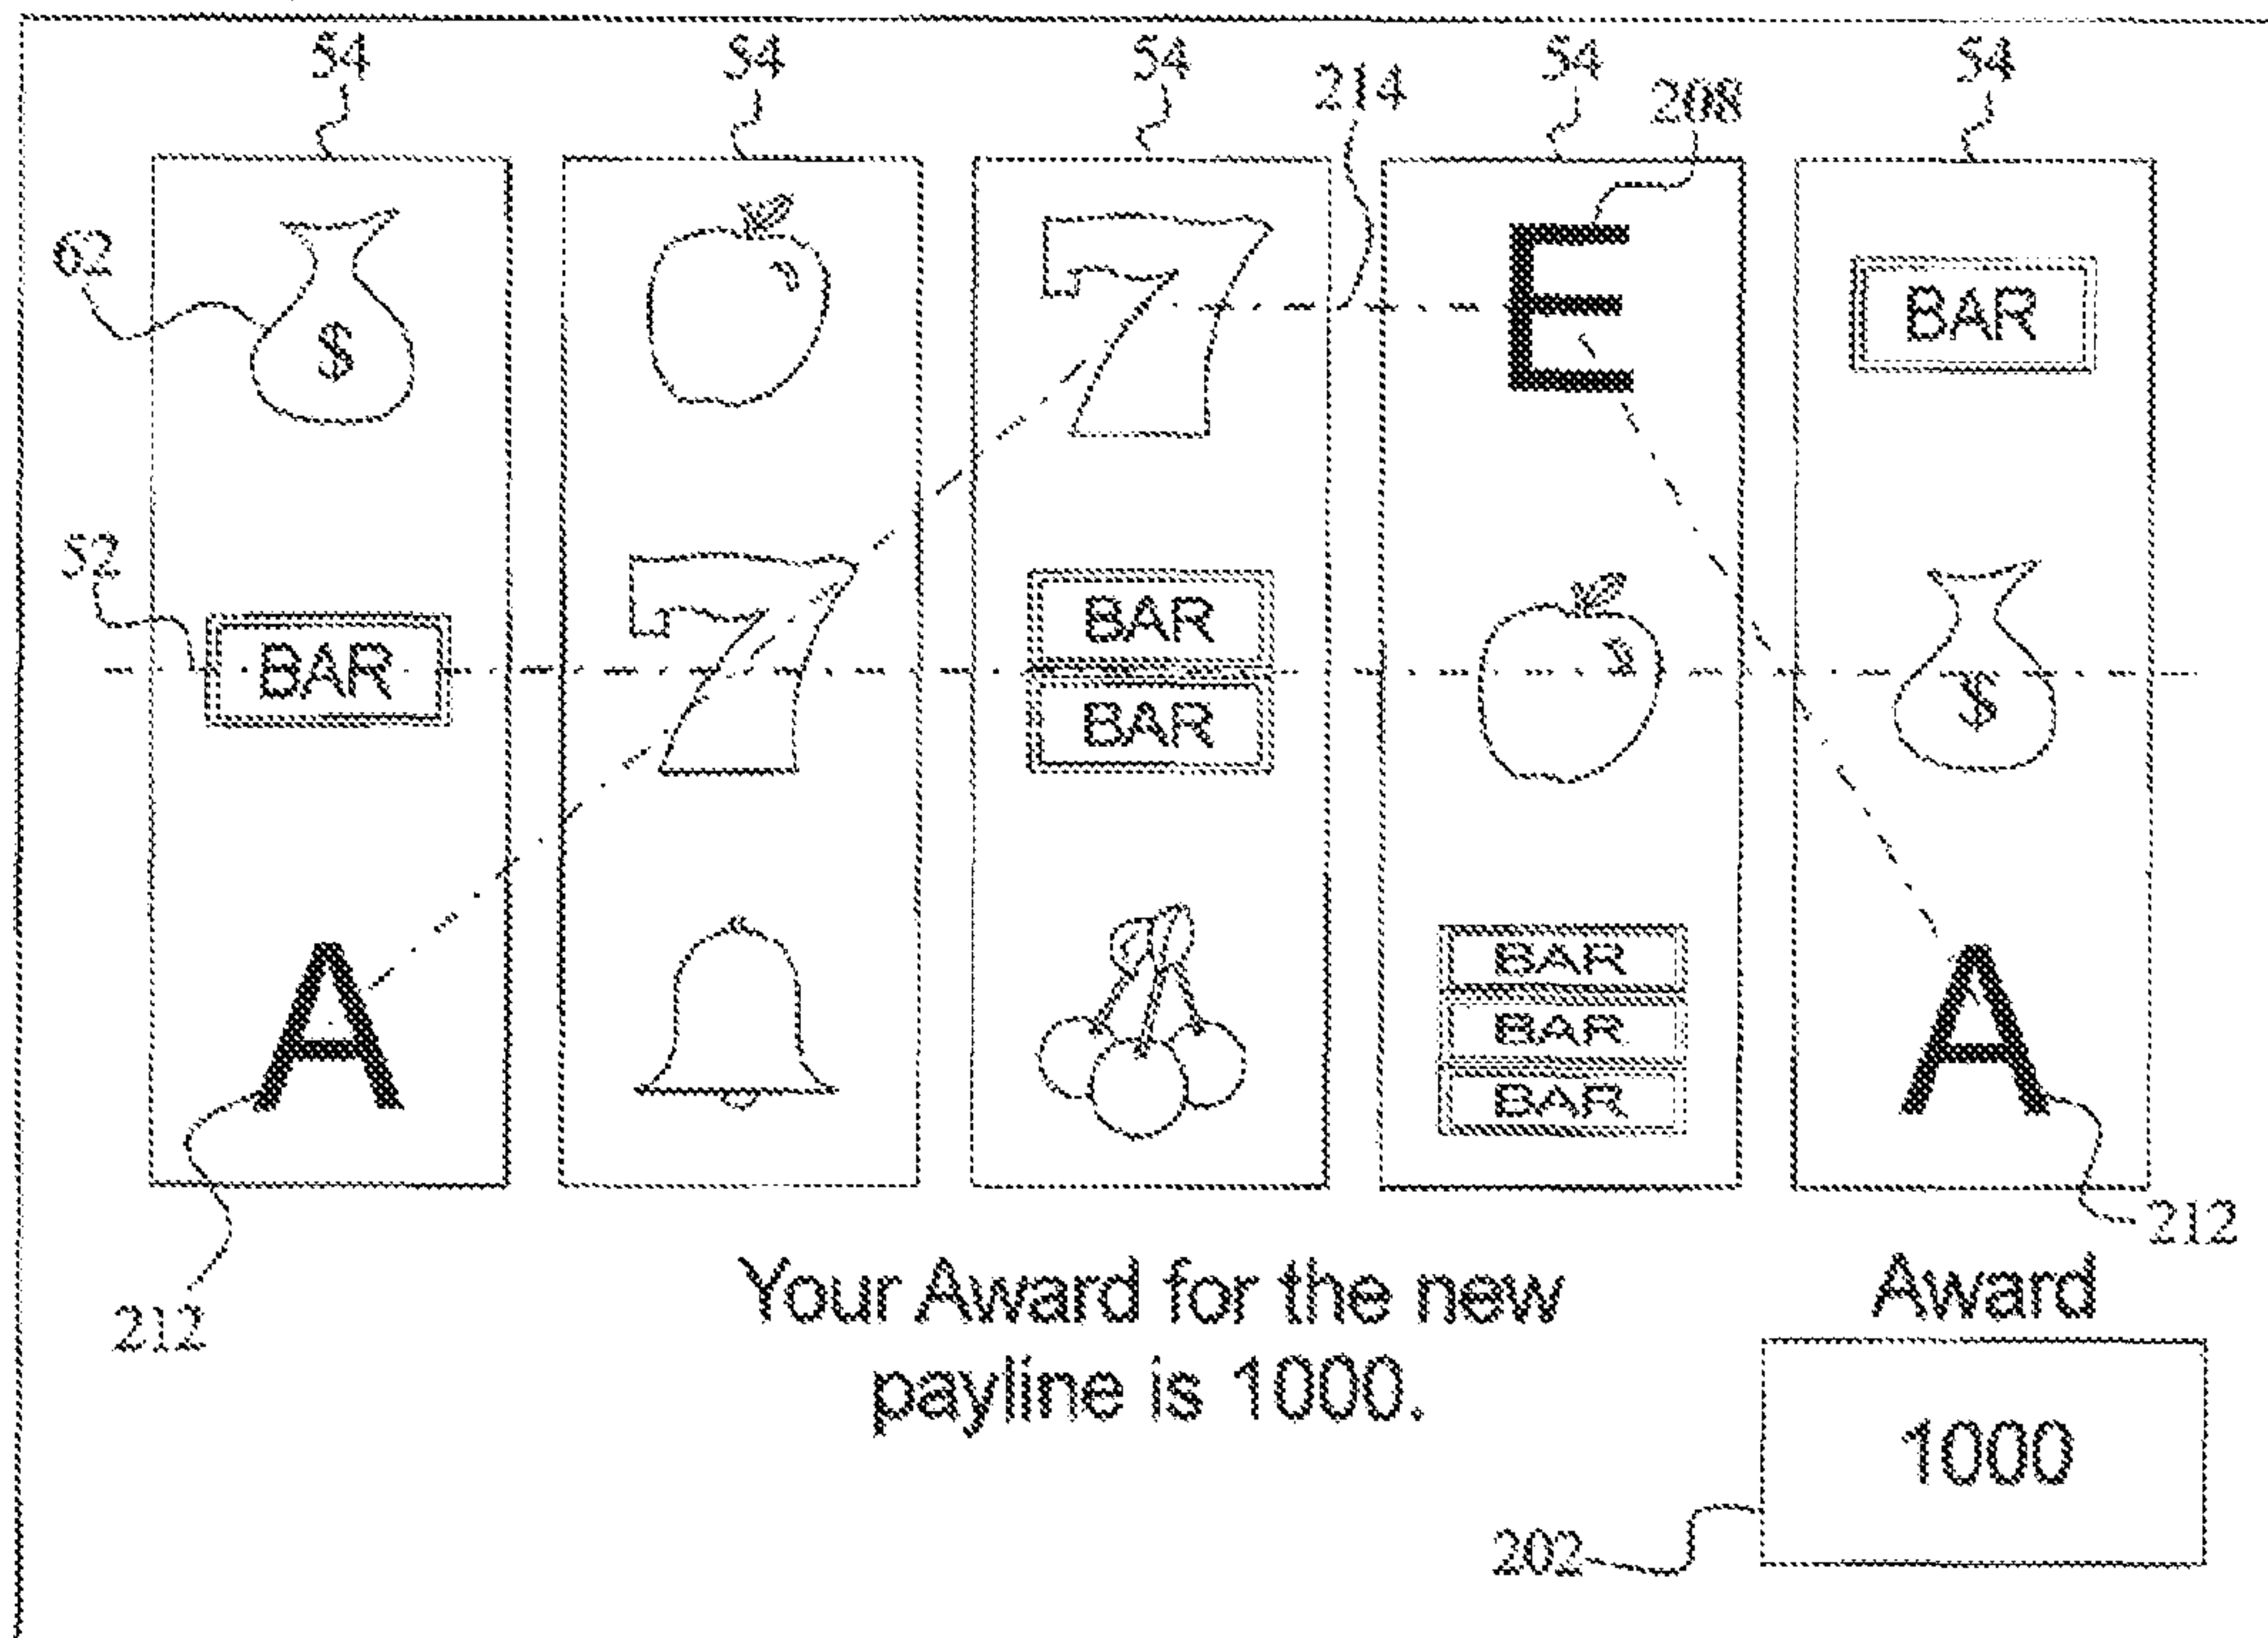 54 54 54 54 54
214 208
62
$ 7 E BAR
52
BAR 7 BAR $
BAR
A BAR A
BAR
BAR
212
212
Your Award for the new
payline is 1000.
Award
1000
202